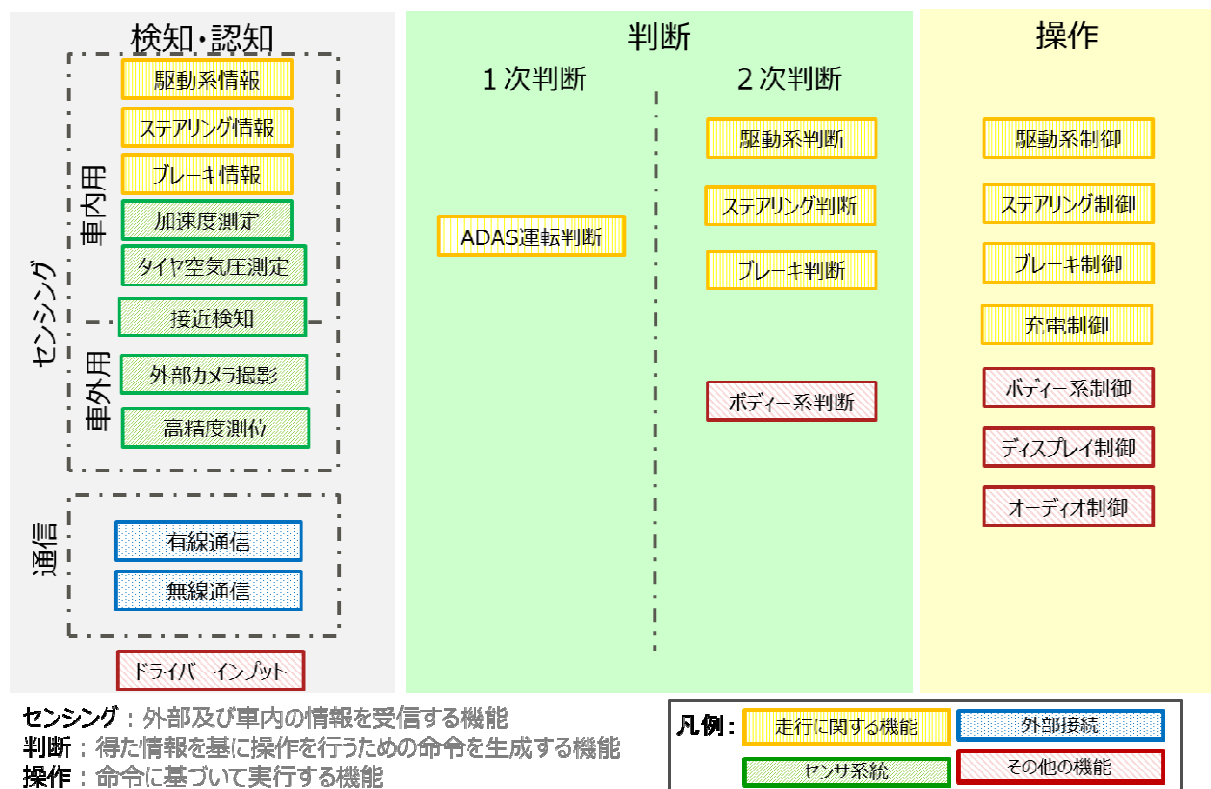 検知・認知
センシング
車内用
駆動系情報
ステアリング情報
ブレーキ情報
加速度測定
タイヤ空気圧測定
接近検知
車外用
外部カメラ撮影
高精度測位
通信
有線通信
無線通信
ドライバーインプット
判断
1次判断
ADAS運転判断
2次判断
駆動系判断
ステアリング判断
ブレーキ判断
ボディー系判断
操作
駆動系制御
ステアリング制御
ブレーキ制御
充電制御
ボディー系制御
ディスプレイ制御
オーディオ制御
センシング：外部及び車内の情報を受信する機能
判断：得た情報を基に操作を行うための命令を生成する機能
操作：命令に基づいて実行する機能
凡例：
走行に関する機能
外部接続
センサ系統
その他の機能